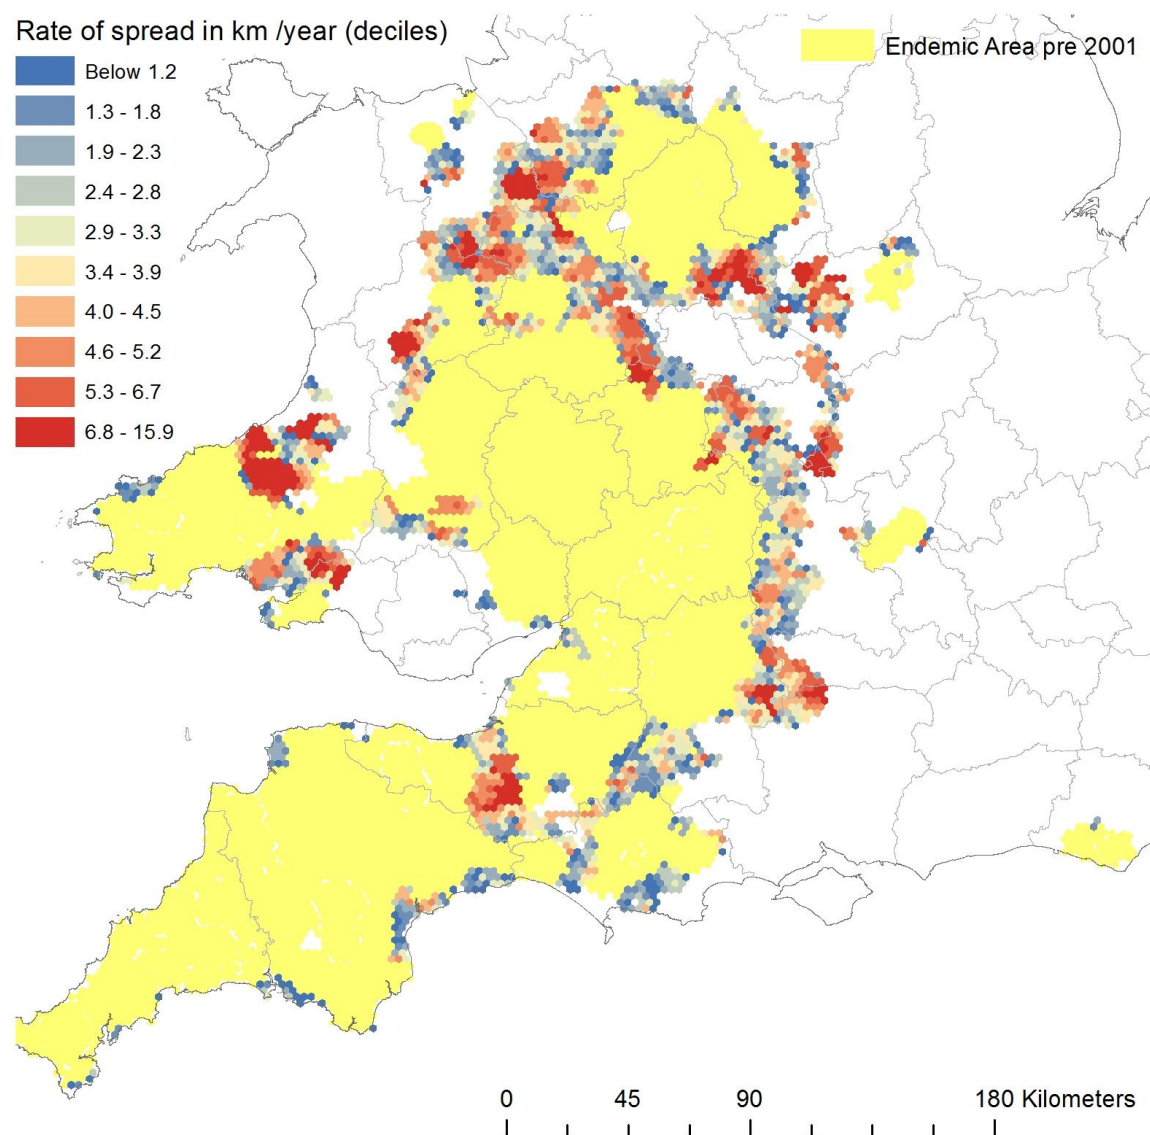 Rate of spread in km /year (deciles)
Endemic Area pre 2001
Below 1.2
1.3 - 1.8
1.9 - 2.3
2.4 - 2.8
2.9 - 3.3
3.4 - 3.9
4.0 - 4.5
4.6 - 5.2
5.3 - 6.7
6.8 - 15.9
0 45 90 180 Kilometers